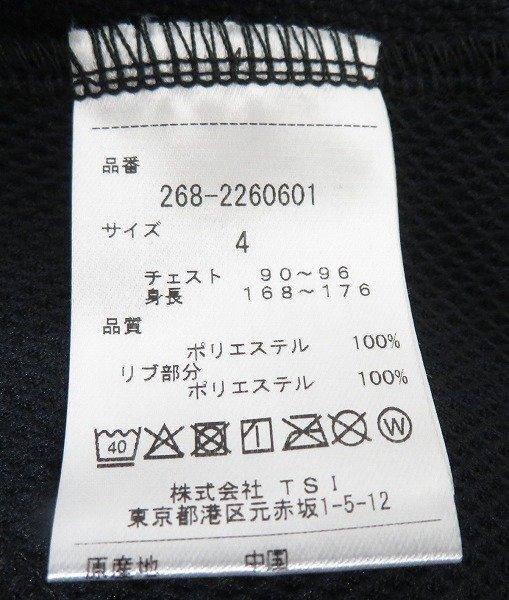 品番
268-2260601
サイズ
4
チェスト 90～96
身長 168～176
品質
ポリエステル 100%
リブ部分
ポリエステル 100%
40 W
株式会社 TSI
東京都港区元赤坂1-5-12
原産地 中国